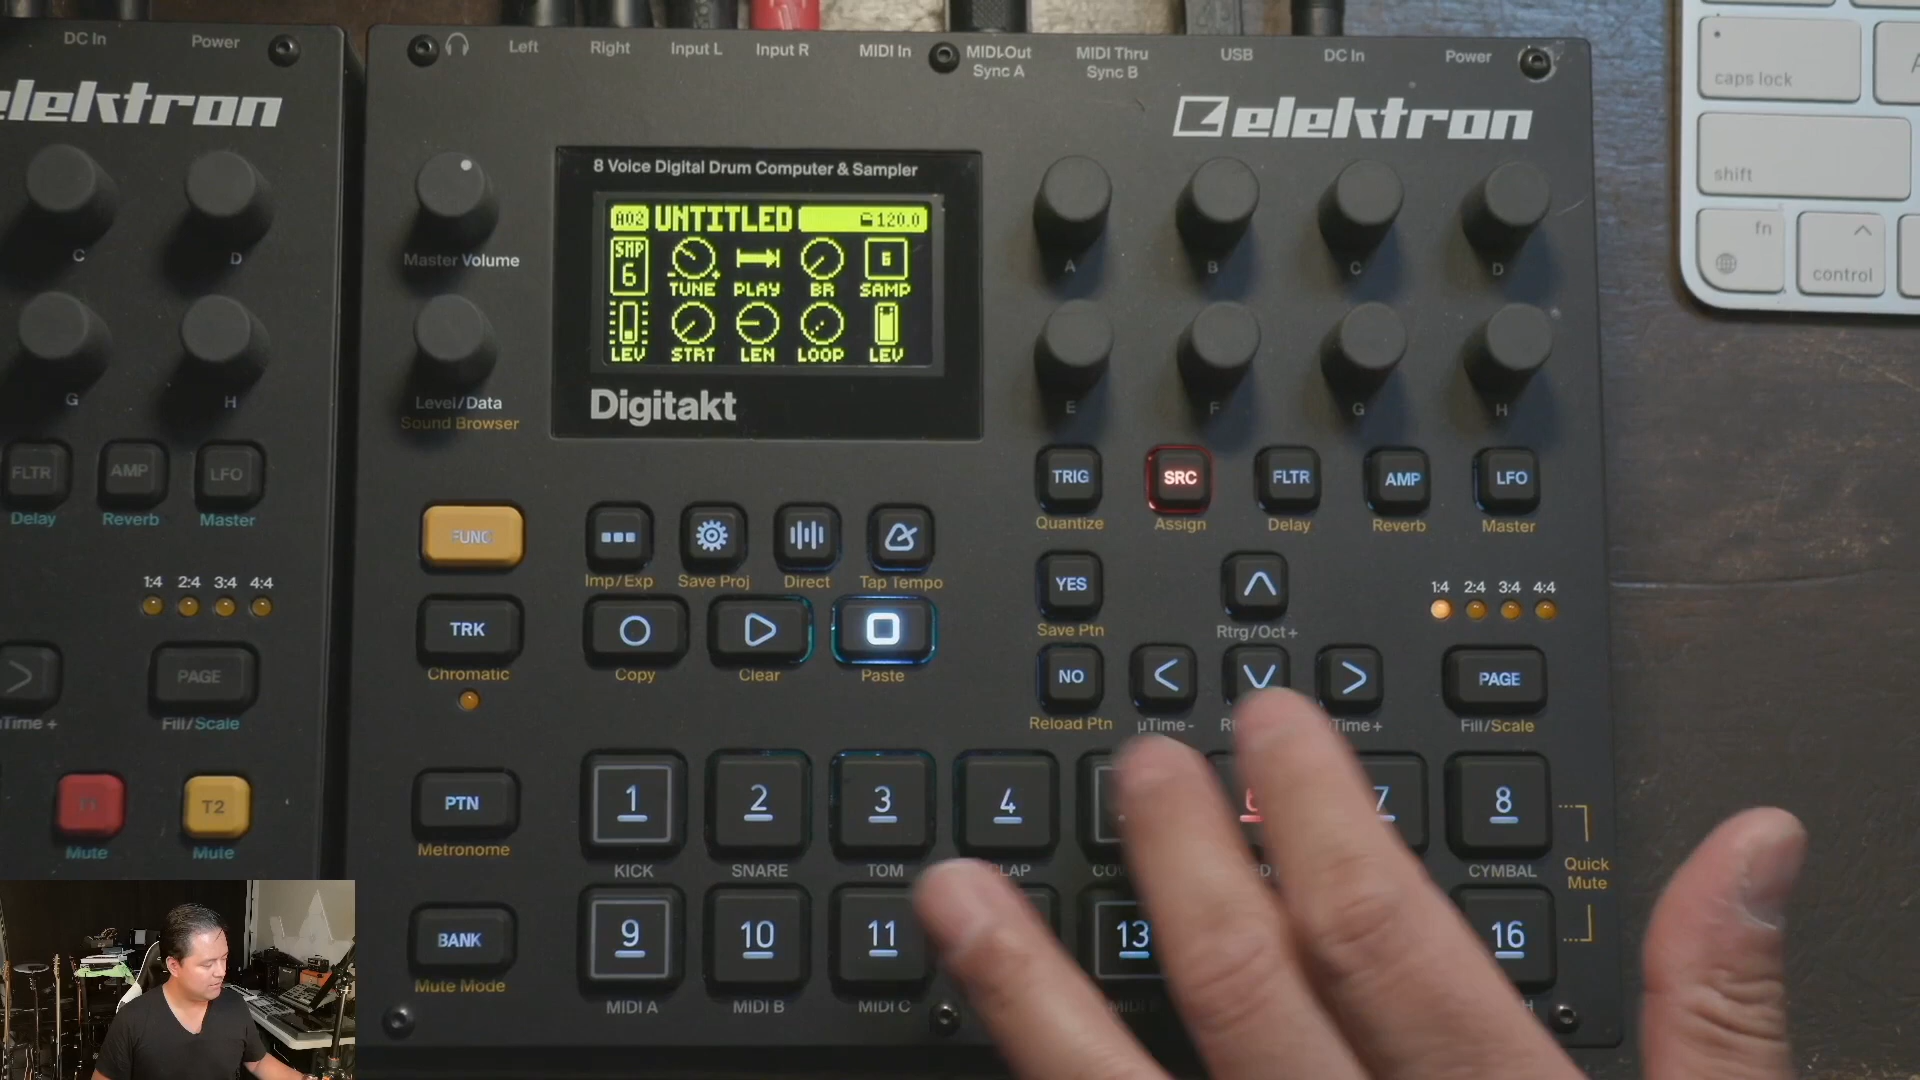 DC In
Power
elektron
C
D
G
H
FLTR
AMP
LFO
Delay
Reverb
Master
1:4 2:4 3:4 4:4
PAGE
Fill/Scale
T1
T2
Mute
Mute
Left
Right
Input L
Input R
MIDI In
MIDI Out
Sync A
MIDI Thru
Sync B
USB
DC In
Power
elektron
8 Voice Digital Drum Computer & Sampler
A02 UNTITLED 120.0
SMP
6
TUNE PLAY BR SAMP
6
LEV STRT LEN LOOP LEV
Digitakt
Master Volume
Level/Data
Sound Browser
A
B
C
D
E
F
G
H
TRIG
SRC
FLTR
AMP
LFO
Quantize
Assign
Delay
Reverb
Master
FUNC
Imp/Exp
Save Proj
Direct
Tap Tempo
TRK
Chromatic
Copy
Clear
Paste
YES
Save Ptn
Rtrg/Oct+
NO
Reload Ptn
µTime-
1:4 2:4 3:4 4:4
PAGE
Fill/Scale
PTN
Metronome
BANK
Mute Mode
1 2 3 4 6 7 8
KICK
SNARE
TOM
CLAP
CYMBAL
Quick
Mute
9 10 11 13 16
MIDI A
MIDI B
MIDI C
caps lock
shift
fn
control